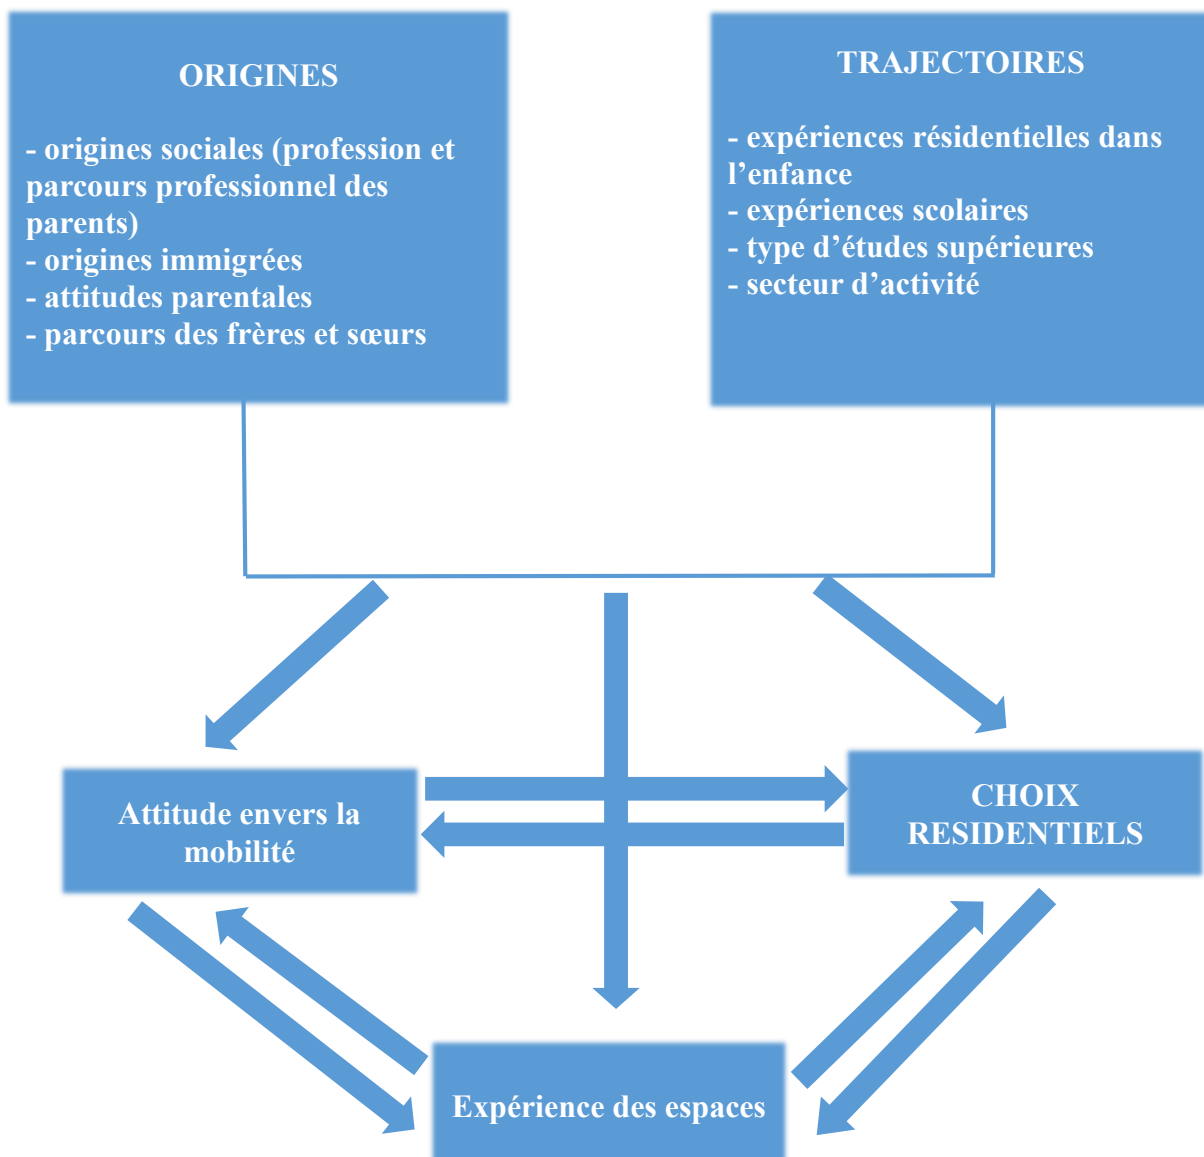 ORIGINES
- origines sociales (profession et
parcours professionnel des
parents)
- origines immigrées
- attitudes parentales
- parcours des frères et sœurs
TRAJECTOIRES
- expériences résidentielles dans
l’enfance
- expériences scolaires
- type d’études supérieures
- secteur d’activité
Attitude envers la
mobilité
CHOIX
RESIDENTIELS
Expérience des espaces